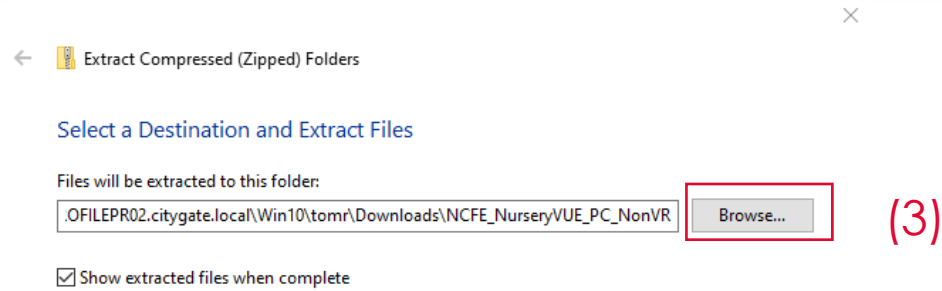 Extract Compressed (Zipped) Folders
Select a Destination and Extract Files
Files will be extracted to this folder:
:OFILEPR02.citygate.local\Win10\tomr\Downloads\NCFE_NurseryVUE_PC_NonVR
Browse...
(3)
Show extracted files when complete